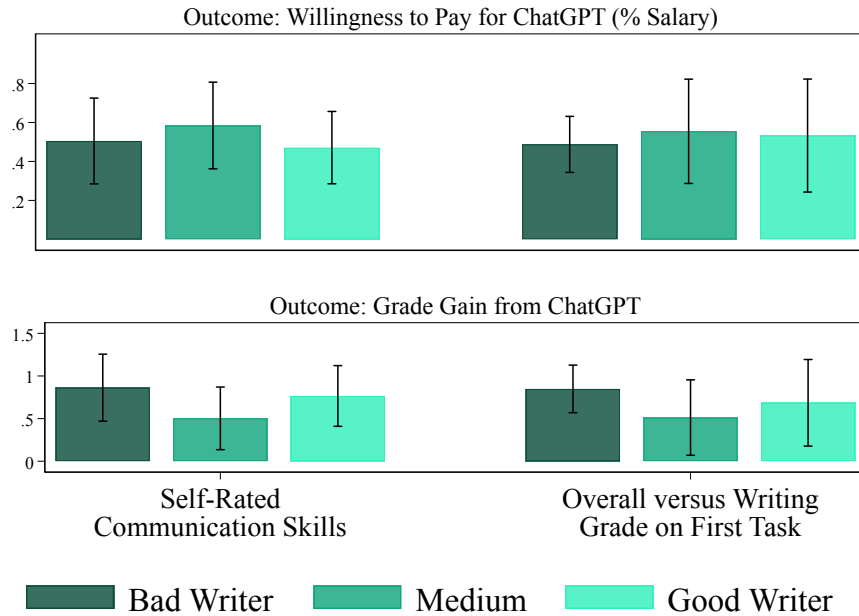 Outcome: Willingness to Pay for ChatGPT (% Salary)
.8
.6
.4
.2
Outcome: Grade Gain from ChatGPT
1.5
1
.5
0
Self-Rated
Communication Skills
Overall versus Writing
Grade on First Task
Bad Writer
Medium
Good Writer